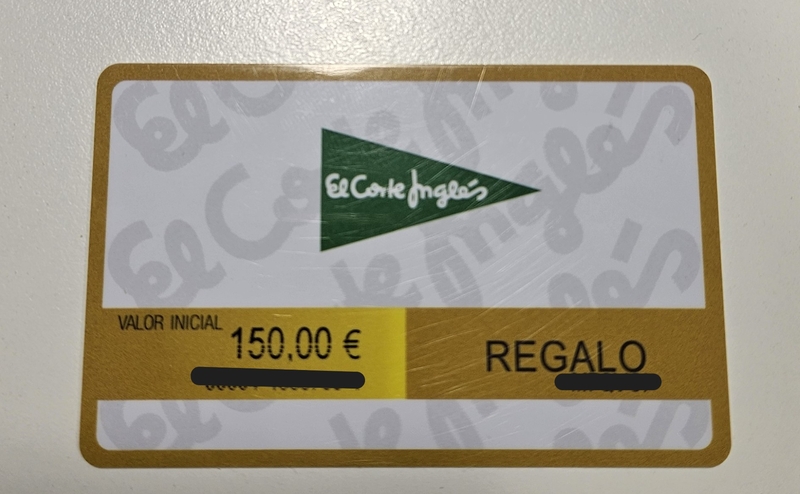 El Corte Inglés
VALOR INICIAL
150,00 €
REGALO